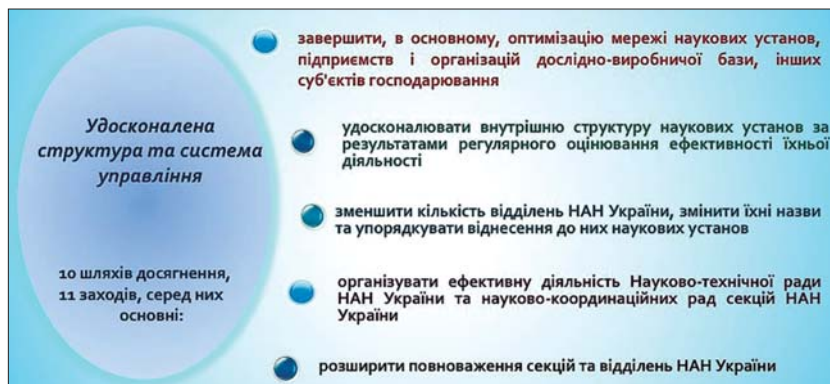 Удосконалена
структура та система
управління
10 шляхів досягнення,
11 заходів, серед них
основні:
завершити, в основному, оптимізацію мережі наукових установ,
підприємств і організацій дослідно-виробничої бази, інших
суб'єктів господарювання
удосконалювати внутрішню структуру наукових установ за
результатами регулярного оцінювання ефективності їхньої
діяльності
зменшити кількість відділень НАН України, змінити їхні назви
та упорядкувати віднесення до них наукових установ
організувати ефективну діяльність Науково-технічної ради
НАН України та науково-координаційних рад секцій НАН
України
розширити повноваження секцій та відділень НАН України